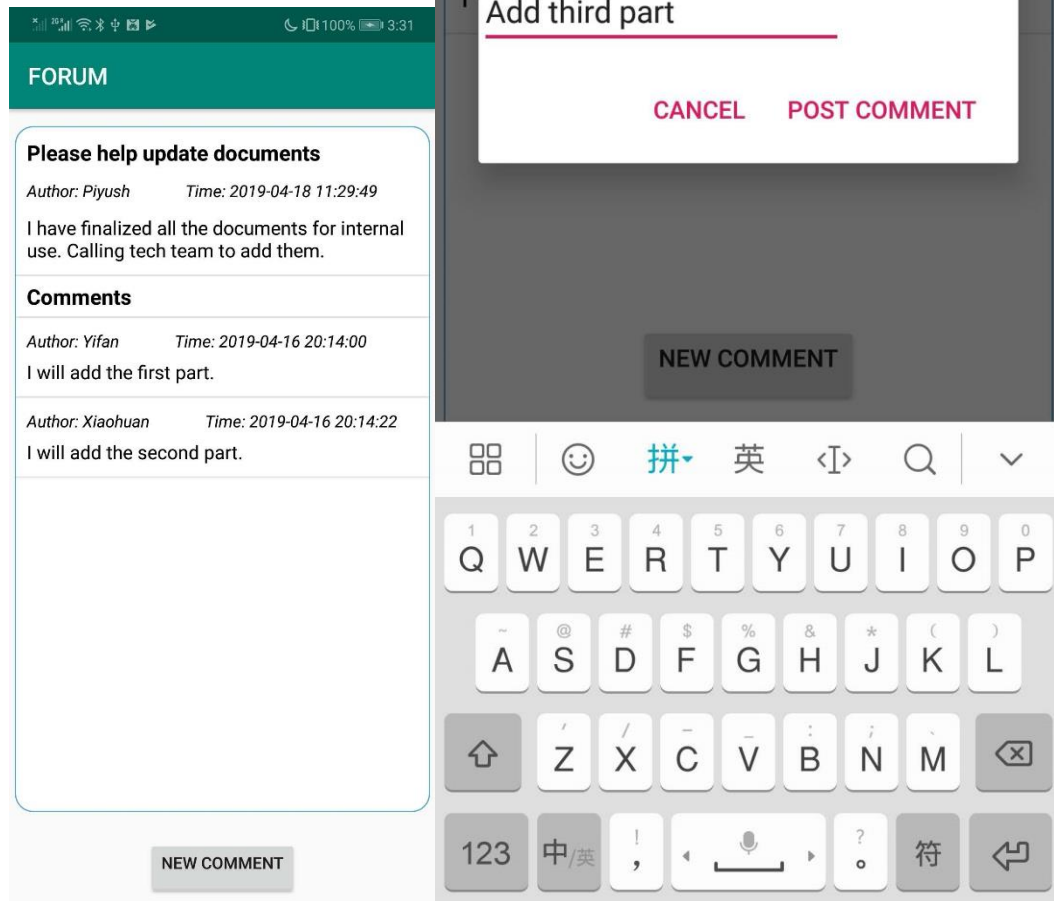 100% 3:31
FORUM
Please help update documents
Author: Piyush Time: 2019-04-18 11:29:49
I have finalized all the documents for internal
use. Calling tech team to add them.
Comments
Author: Yifan Time: 2019-04-16 20:14:00
I will add the first part.
Author: Xiaohuan Time: 2019-04-16 20:14:22
I will add the second part.
NEW COMMENT
Add third part
CANCEL POST COMMENT
NEW COMMENT
拼 英
1 2 3 4 5 6 7 8 9 0
Q W E R T Y U I O P
~ @ # $ % & * ( )
A S D F G H J K L
' / - _ : ; 、
Z X C V B N M
! ?
123 中/英 , 。 符